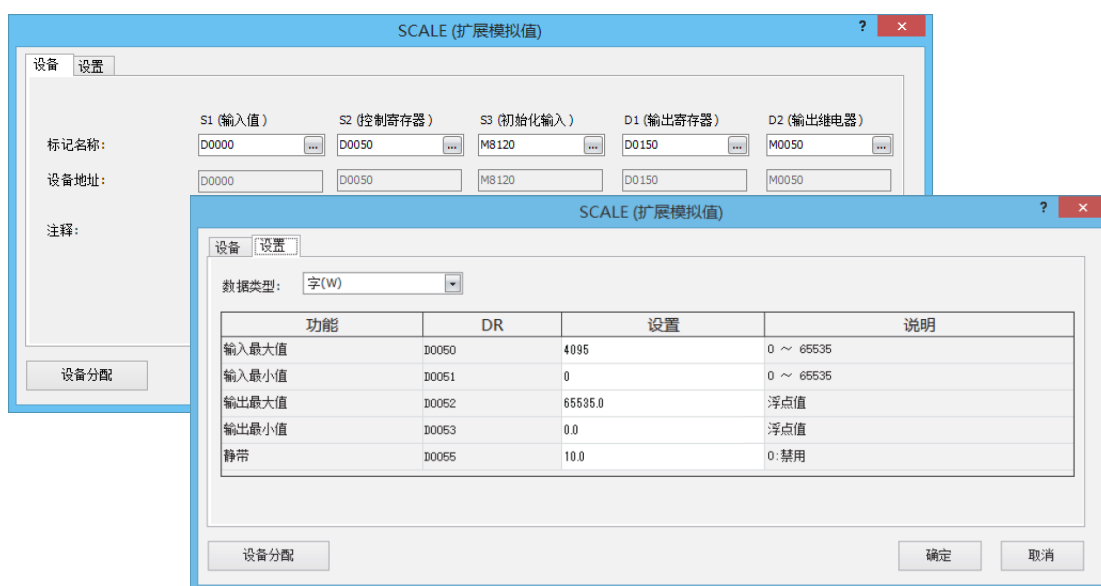 SCALE (扩展模拟值)
? ×
设备 设置
S1 (输入值) S2 (控制寄存器) S3 (初始化输入) D1 (输出寄存器) D2 (输出继电器)
标记名称: D0000 ... D0050 ... M8120 ... D0150 ... M0050 ...
设备地址: D0000 D0050 M8120 D0150 M0050
注释:
设备分配
SCALE (扩展模拟值)
? ×
设备 设置
数据类型: 字(W)
功能 DR 设置 说明
输入最大值 D0050 4095 0 ～ 65535
输入最小值 D0051 0 0 ～ 65535
输出最大值 D0052 65535.0 浮点值
输出最小值 D0053 0.0 浮点值
静带 D0055 10.0 0:禁用
设备分配 确定 取消